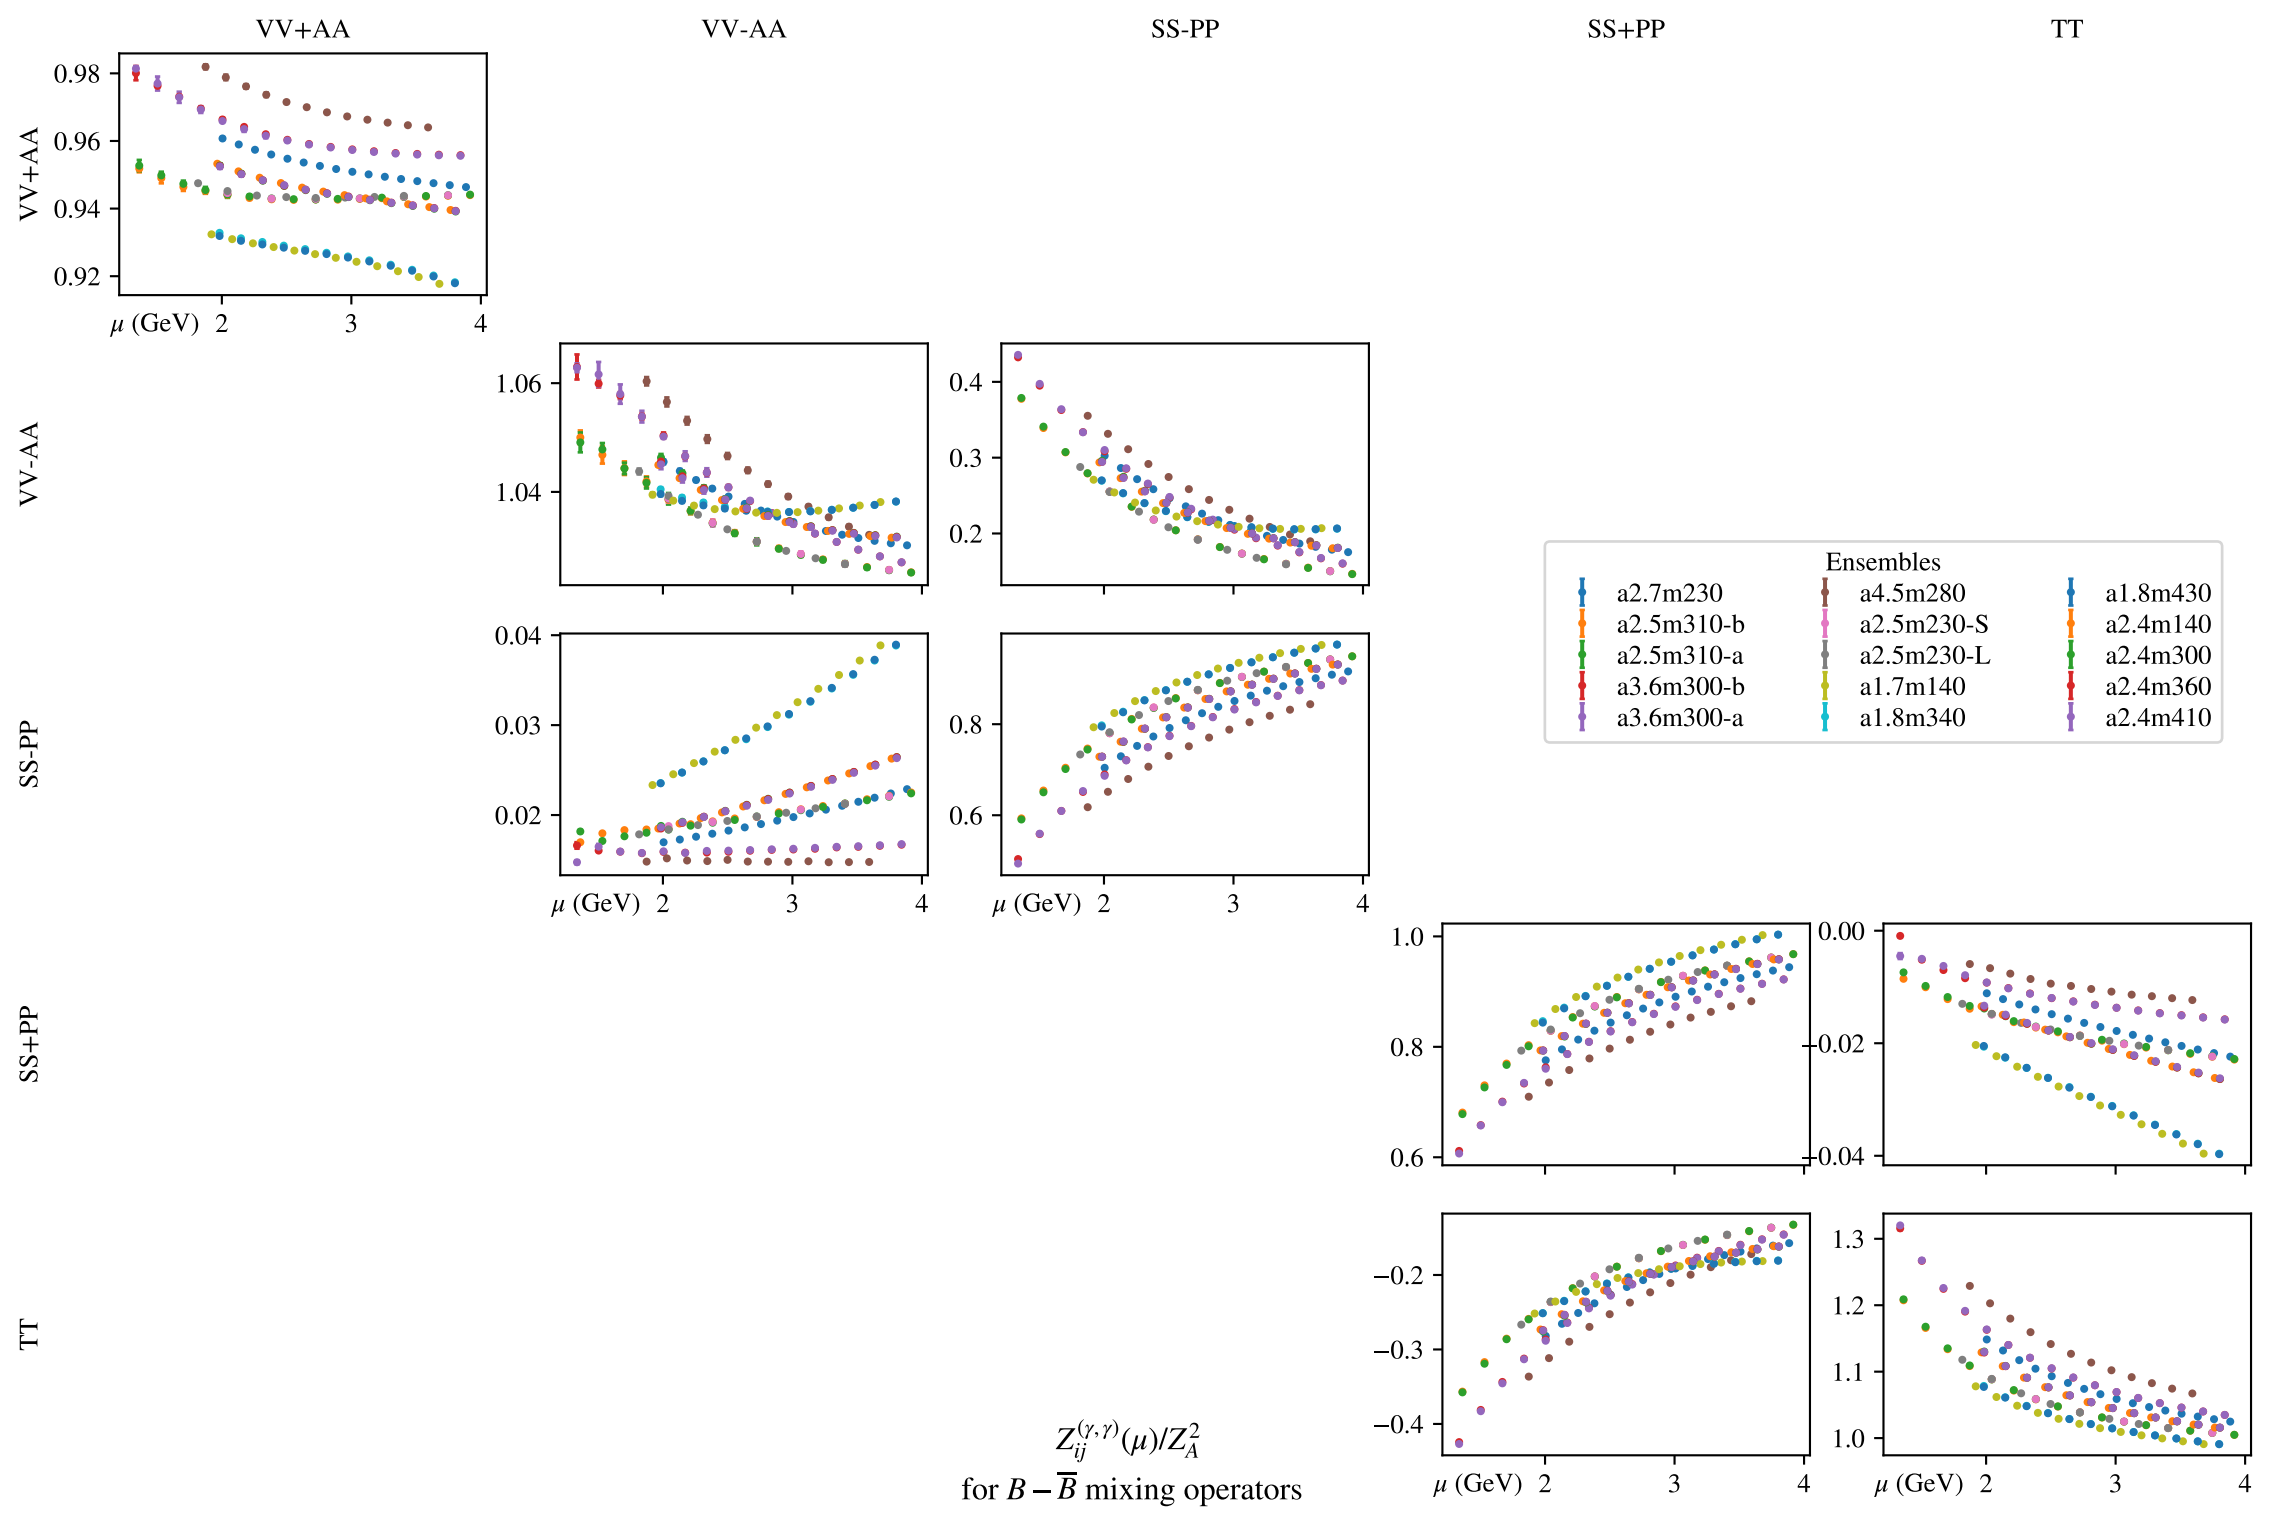 VV+AA VV-AA SS-PP SS+PP TT
VV+AA
0.98
0.96
0.94
0.92
μ (GeV) 2 3 4
VV-AA
1.06
1.04
0.4
0.3
0.2
Ensembles
a2.7m230 a4.5m280 a1.8m430
a2.5m310-b a2.5m230-S a2.4m140
a2.5m310-a a2.5m230-L a2.4m300
a3.6m300-b a1.7m140 a2.4m360
a3.6m300-a a1.8m340 a2.4m410
SS-PP
0.04
0.03
0.02
μ (GeV) 2 3 4
0.8
0.6
μ (GeV) 2 3 4
SS+PP
1.0
0.8
0.6
0.00
−0.02
−0.04
TT
−0.2
−0.3
−0.4
μ (GeV) 2 3 4
1.3
1.2
1.1
1.0
μ (GeV) 2 3 4
Z_{ij}^{(γ,γ)}(μ)/Z_A^2
for B − B̅ mixing operators